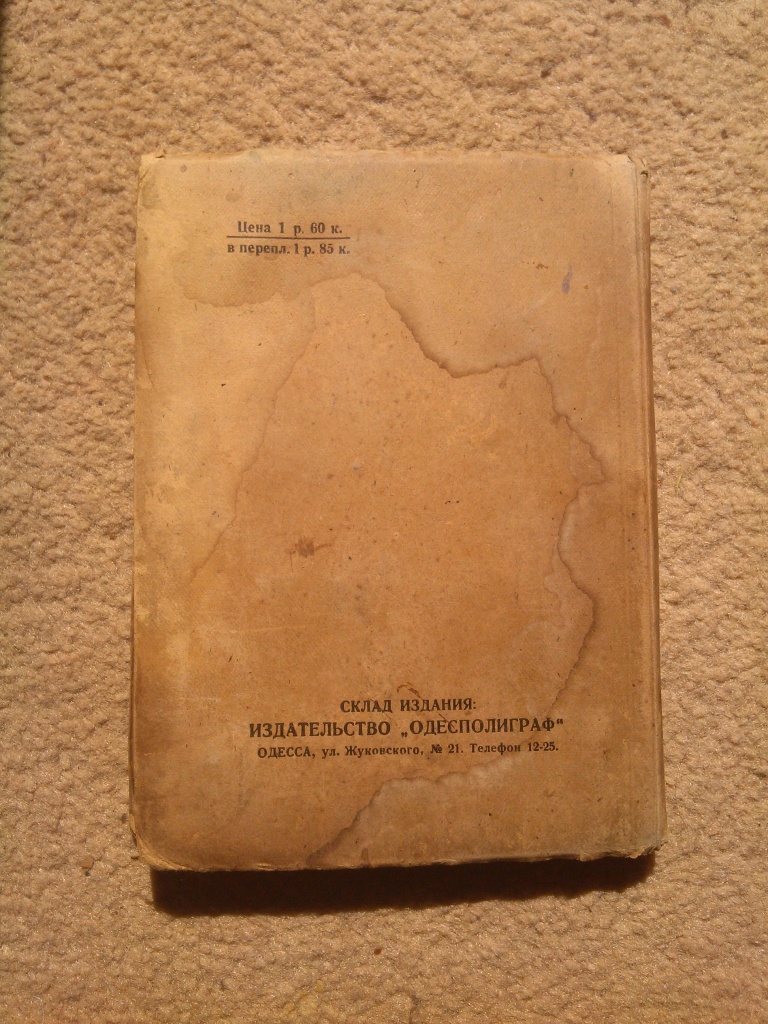 Цена 1 р. 60 к.
в перепл. 1 р. 85 к.
СКЛАД ИЗДАНИЯ:
ИЗДАТЕЛЬСТВО „ОДЕСПОЛИГРАФ“
ОДЕССА, ул. Жуковского, № 21. Телефон 12-25.